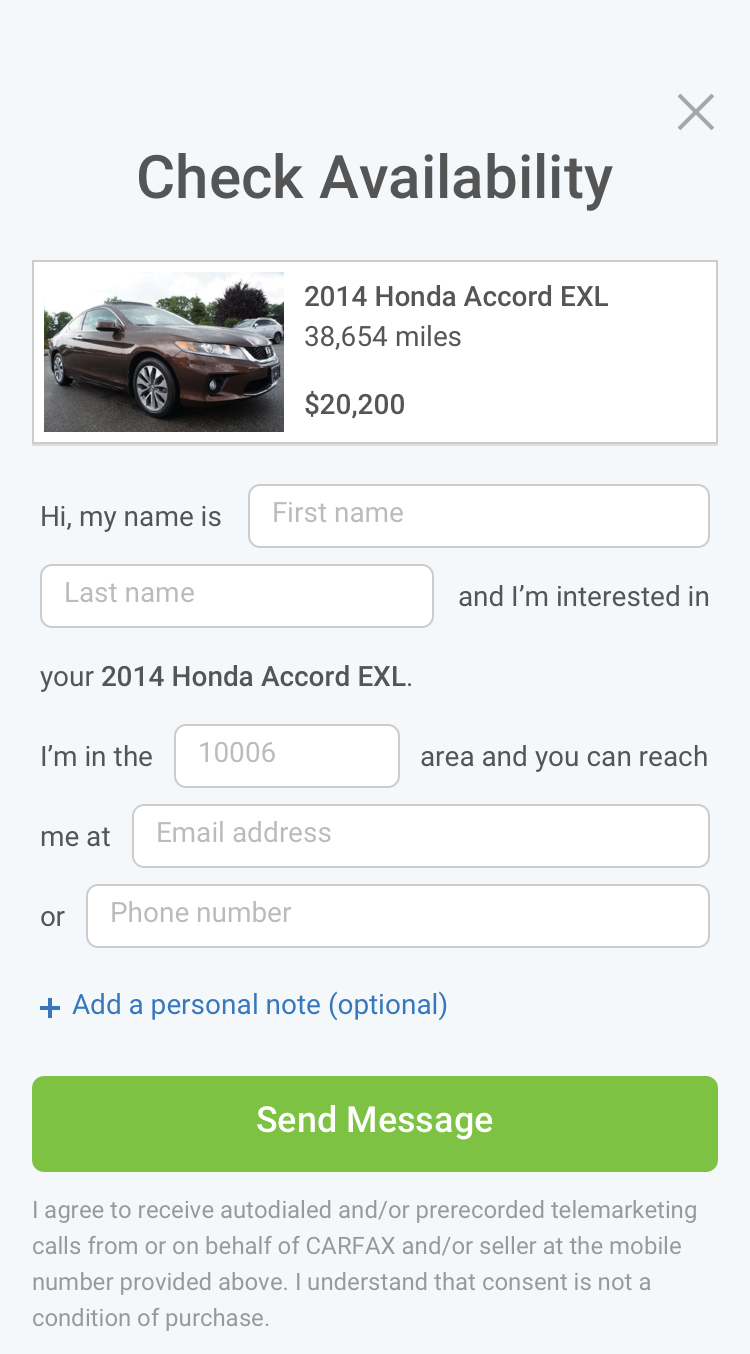 Check Availability
2014 Honda Accord EXL
38,654 miles
$20,200
Hi, my name is First name
Last name and I’m interested in
your 2014 Honda Accord EXL.
I’m in the 10006 area and you can reach
me at Email address
or Phone number
+ Add a personal note (optional)
Send Message
I agree to receive autodialed and/or prerecorded telemarketing
calls from or on behalf of CARFAX and/or seller at the mobile
number provided above. I understand that consent is not a
condition of purchase.